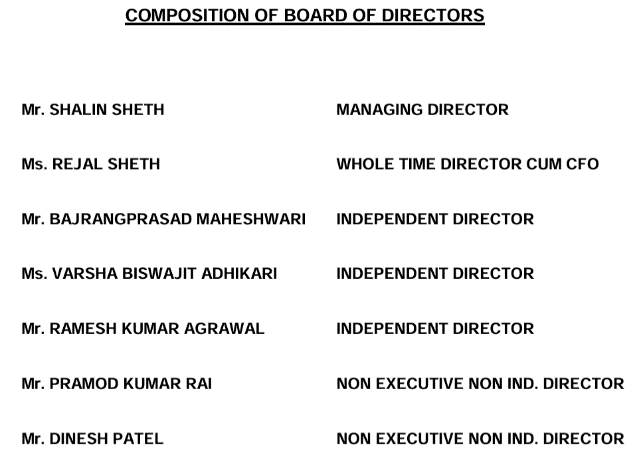 COMPOSITION OF BOARD OF DIRECTORS
Mr. SHALIN SHETH MANAGING DIRECTOR
Ms. REJAL SHETH WHOLE TIME DIRECTOR CUM CFO
Mr. BAJRANGPRASAD MAHESHWARI INDEPENDENT DIRECTOR
Ms. VARSHA BISWAJIT ADHIKARI INDEPENDENT DIRECTOR
Mr. RAMESH KUMAR AGRAWAL INDEPENDENT DIRECTOR
Mr. PRAMOD KUMAR RAI NON EXECUTIVE NON IND. DIRECTOR
Mr. DINESH PATEL NON EXECUTIVE NON IND. DIRECTOR